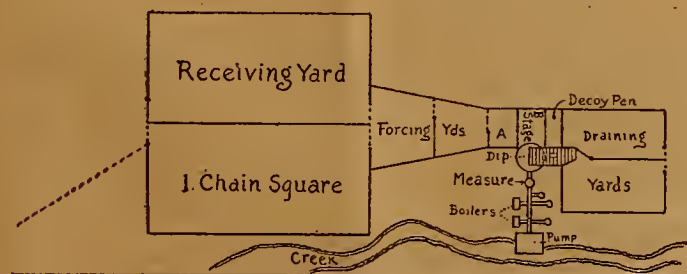 Receiving Yard
1. Chain Square
Forcing Yds.
A
B
Stage
Decoy Pen
Draining
Yards
Dip
Measure
Boilers
Pump
Creek